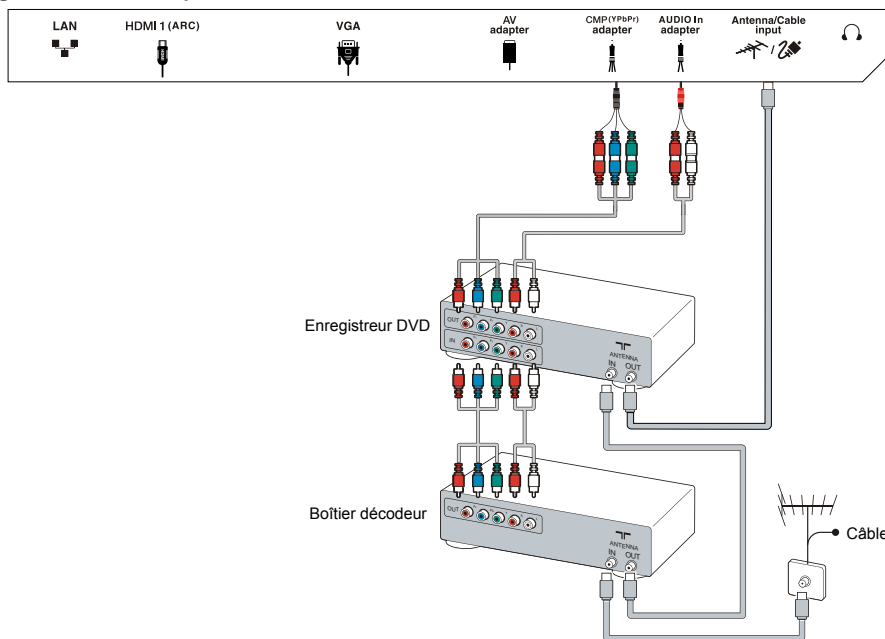 LAN
HDMI 1 (ARC)
VGA
AV
adapter
CMP(YPbPr)
adapter
AUDIO In
adapter
Antenna/Cable
input
/
Enregistreur DVD
OUT
IN
ANTENNA
IN OUT
Boîtier décodeur
OUT
ANTENNA
IN OUT
Câble